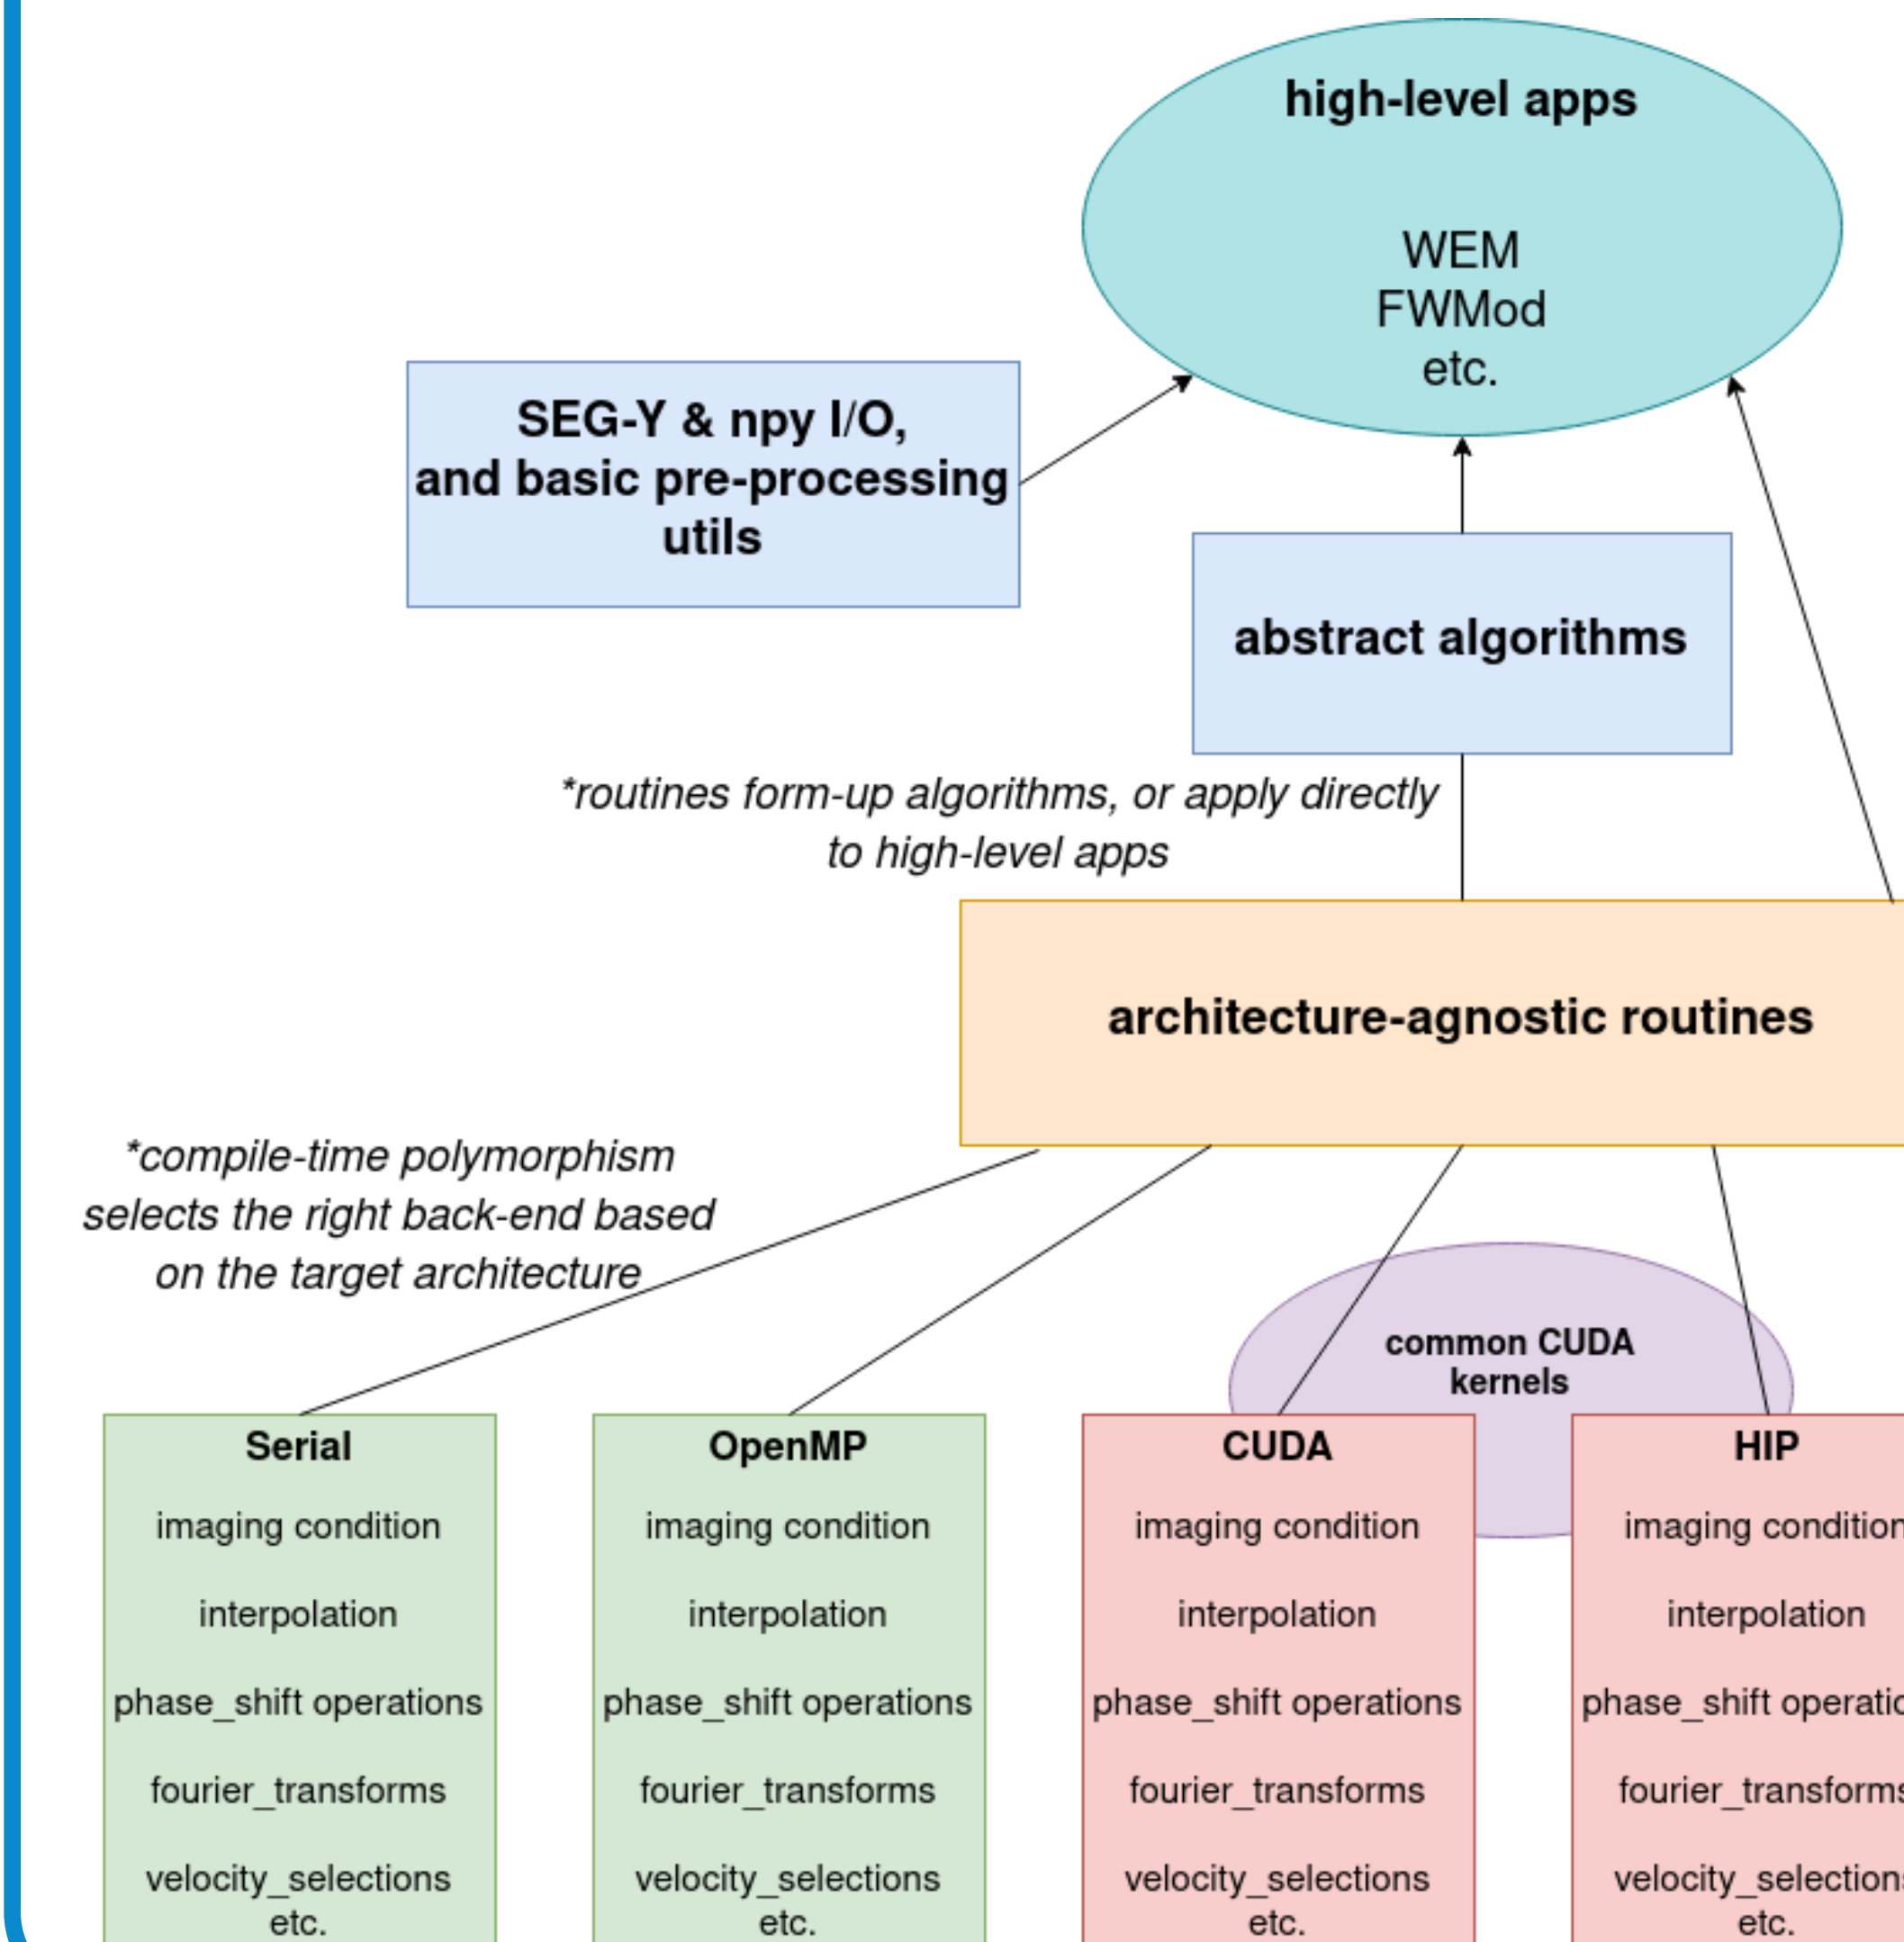 high-level apps
WEM
FWMod
etc.
SEG-Y & npy I/O,
and basic pre-processing
utils
abstract algorithms
*routines form-up algorithms, or apply directly
to high-level apps
architecture-agnostic routines
*compile-time polymorphism
selects the right back-end based
on the target architecture
common CUDA
kernels
Serial
imaging condition
interpolation
phase_shift operations
fourier_transforms
velocity_selections
etc.
OpenMP
imaging condition
interpolation
phase_shift operations
fourier_transforms
velocity_selections
etc.
CUDA
imaging condition
interpolation
phase_shift operations
fourier_transforms
velocity_selections
etc.
HIP
imaging condition
interpolation
phase_shift
fourier_transforms
velocity_selections
etc.